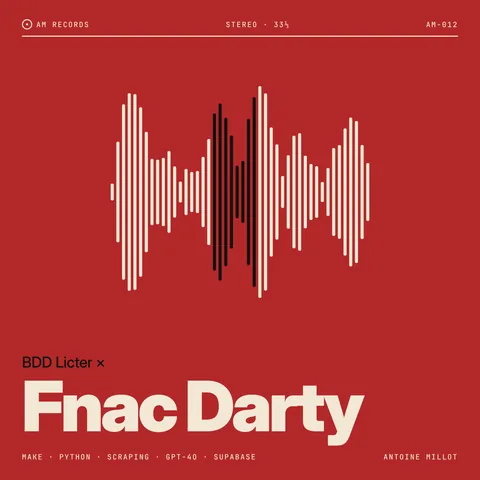 AM RECORDS STEREO · 33⅓ AM-012
BDD Licter ×
Fnac Darty
MAKE · PYTHON · SCRAPING · GPT-4O · SUPABASE ANTOINE MILLOT